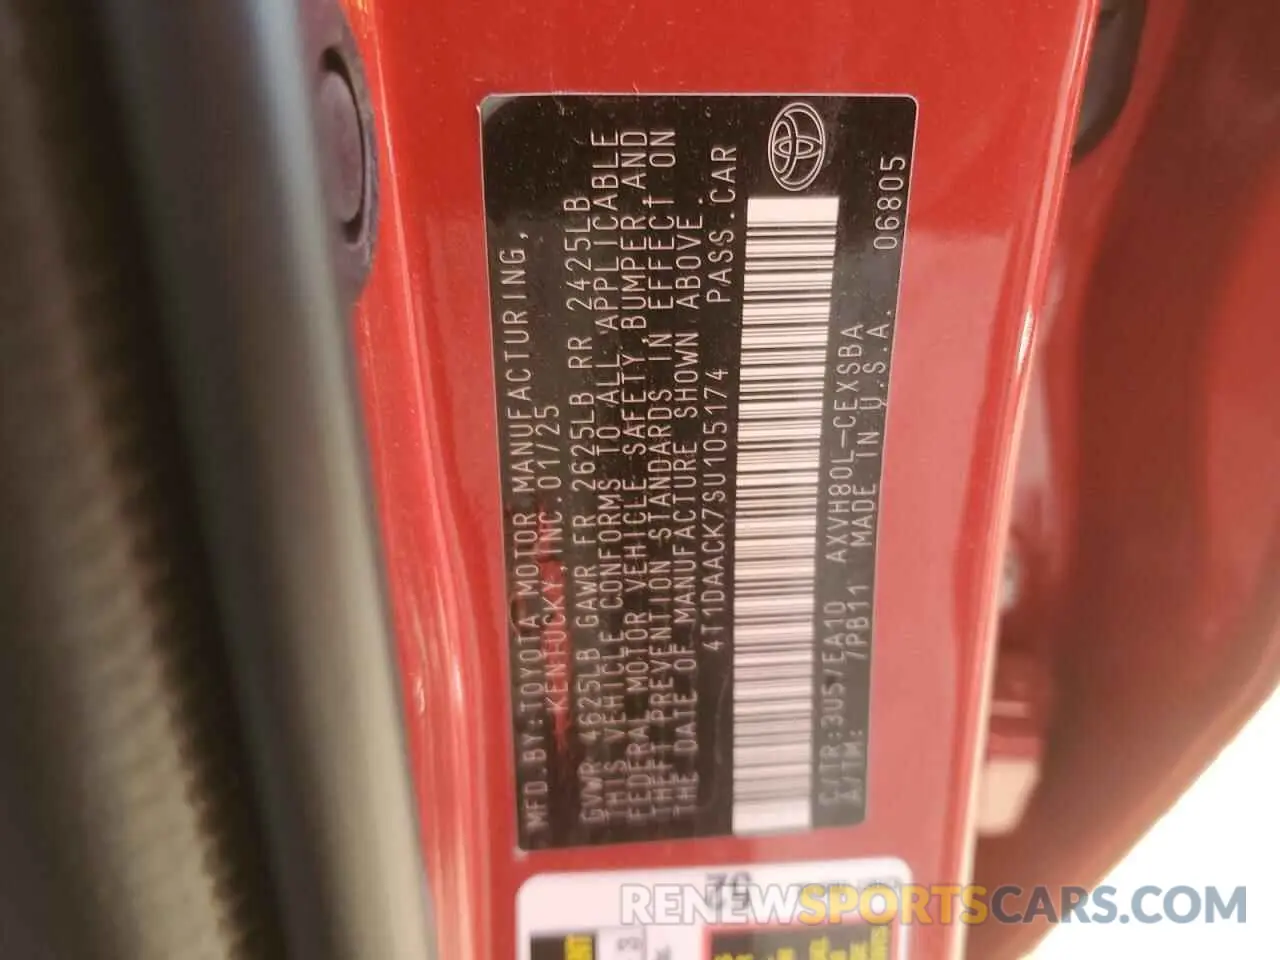 MFD.BY:TOYOTA MOTOR MANUFACTURING,
KENTUCKY,INC.01/25
GVWR 4625LB GAWR FR 2625LB RR 2425LB
THIS VEHICLE CONFORMS TO ALL APPLICABLE
FEDERAL MOTOR VEHICLE SAFETY,BUMPER,AND
THEFT PREVENTION STANDARDS IN EFFECT ON
THE DATE OF MANUFACTURE SHOWN ABOVE.
4T1DAACK7SU105174 PASS.CAR
C/TR:3U57EA10 AXVH80L-CEXSBA
A/TM: 7PB11 MADE IN U.S.A. 06805
RENEWSPORTSCARS.COM